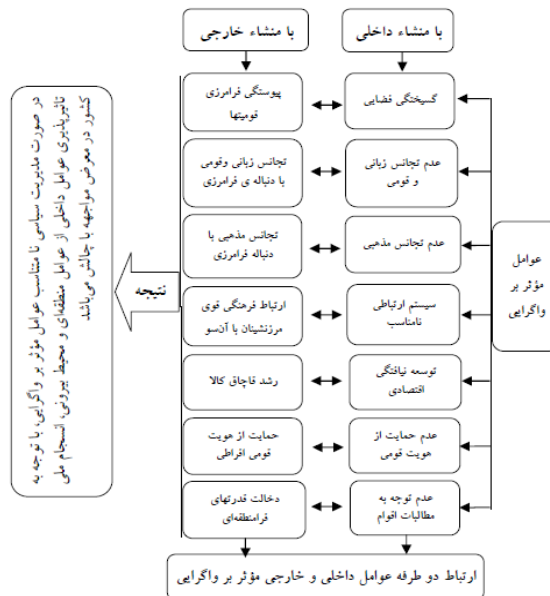 با منشاء داخلی
با منشاء خارجی
گسیختگی فضایی
پیوستگی فرامرزی
قومیتها
عدم تجانس زبانی
و قومی
تجانس زبانی وقومی
با دنباله ی فرامرزی
عدم تجانس مذهبی
تجانس مذهبی با
دنباله فرامرزی
سیستم ارتباطی
نامناسب
ارتباط فرهنگی قوی
مرزنشینان با آن‌سو
توسعه نیافتگی
اقتصادی
رشد قاچاق کالا
عدم حمایت از
هویت قومی
حمایت از هویت
قومی افراطی
عدم توجه به
مطالبات اقوام
دخالت قدرتهای
فرامنطقه‌ای
عوامل
مؤثر بر
واگرایی
نتیجه
در صورت مدیریت سیاسی نا متناسب عوامل مؤثر بر واگرایی، با توجه به
تاثیرپذیری عوامل داخلی از عوامل منطقه‌ای و محیط بیرونی، انسجام ملی
کشور در معرض مواجهه با چالش می‌باشد
ارتباط دو طرفه عوامل داخلی و خارجی مؤثر بر واگرایی